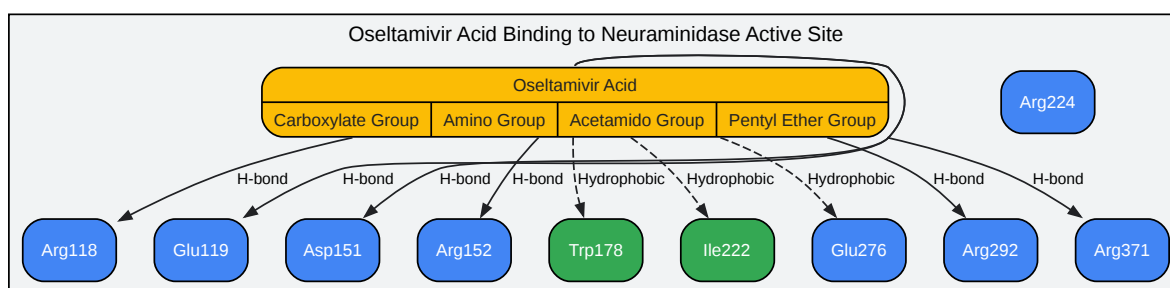 Oseltamivir Acid Binding to Neuraminidase Active Site
Oseltamivir Acid
Carboxylate Group
Amino Group
Acetamido Group
Pentyl Ether Group
Arg224
H-bond
H-bond
H-bond
H-bond
Hydrophobic
Hydrophobic
Hydrophobic
H-bond
H-bond
Arg118
Glu119
Asp151
Arg152
Trp178
Ile222
Glu276
Arg292
Arg371